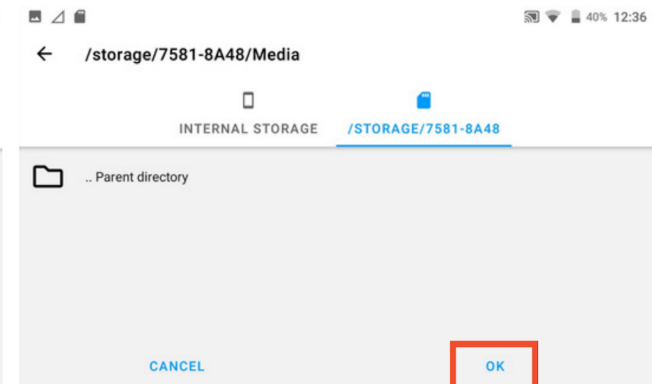 40% 12:36
/storage/7581-8A48/Media
INTERNAL STORAGE /STORAGE/7581-8A48
.. Parent directory
CANCEL OK